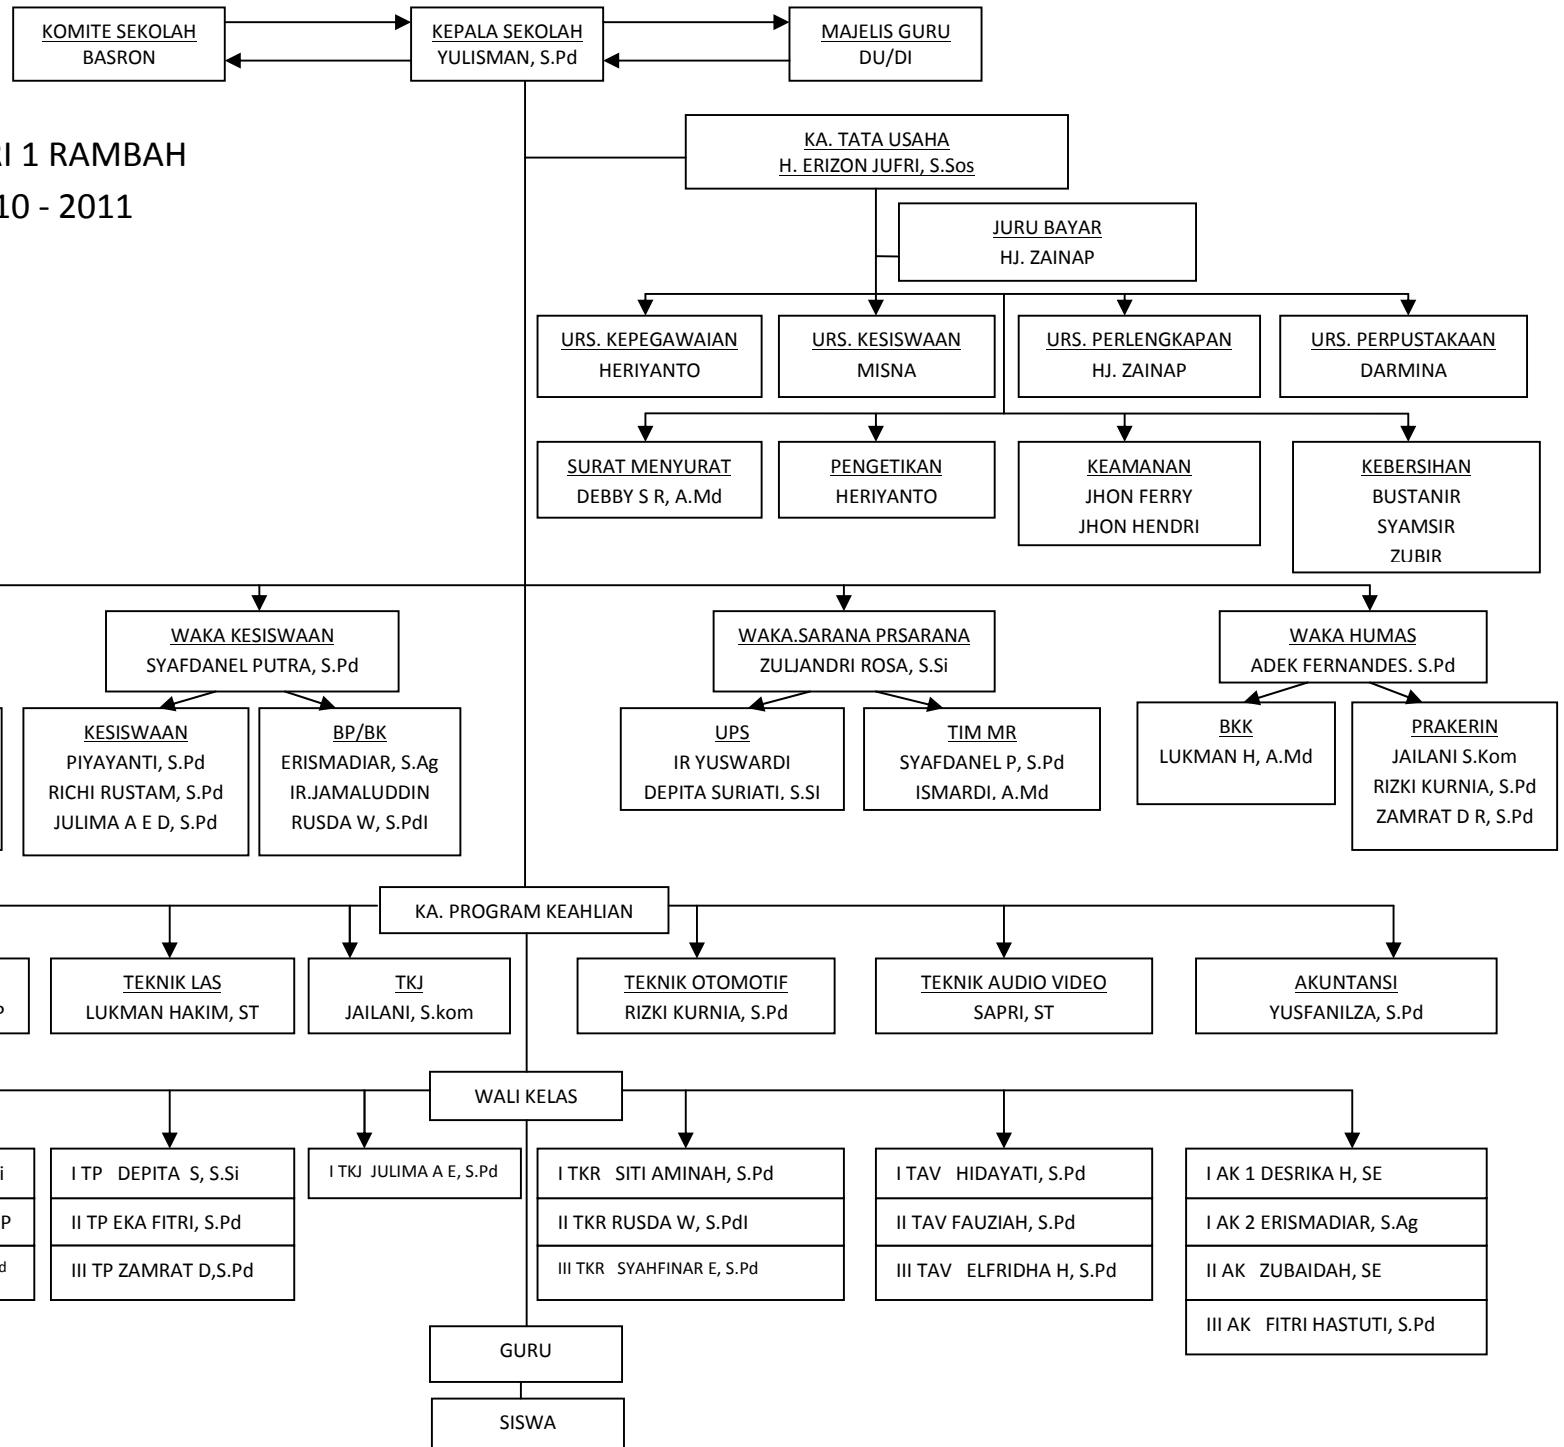 KOMITE SEKOLAH
BASRON
KEPALA SEKOLAH
YULISMAN, S.Pd
MAJELIS GURU
DU/DI
RI 1 RAMBAH
10 - 2011
KA. TATA USAHA
H. ERIZON JUFRI, S.Sos
JURU BAYAR
HJ. ZAINAP
URS. KEPEGAWAIAN
HERIYANTO
URS. KESISWAAN
MISNA
URS. PERLENGKAPAN
HJ. ZAINAP
URS. PERPUSTAKAAN
DARMINA
SURAT MENYURAT
DEBBY S R, A.Md
PENGETIKAN
HERIYANTO
KEAMANAN
JHON FERRY
JHON HENDRI
KEBERSIHAN
BUSTANIR
SYAMSIR
ZUBIR
WAKA KESISWAAN
SYAFDANEL PUTRA, S.Pd
WAKA.SARANA PRSARANA
ZULJANDRI ROSA, S.Si
WAKA HUMAS
ADEK FERNANDES. S.Pd
KESISWAAN
PIYAYANTI, S.Pd
RICHI RUSTAM, S.Pd
JULIMA A E D, S.Pd
BP/BK
ERISMADIAR, S.Ag
IR.JAMALUDDIN
RUSDA W, S.PdI
UPS
IR YUSWARDI
DEPITA SURIATI, S.SI
TIM MR
SYAFDANEL P, S.Pd
ISMARDI, A.Md
BKK
LUKMAN H, A.Md
PRAKERIN
JAILANI S.Kom
RIZKI KURNIA, S.Pd
ZAMRAT D R, S.Pd
KA. PROGRAM KEAHLIAN
P
TEKNIK LAS
LUKMAN HAKIM, ST
TKJ
JAILANI, S.kom
TEKNIK OTOMOTIF
RIZKI KURNIA, S.Pd
TEKNIK AUDIO VIDEO
SAPRI, ST
AKUNTANSI
YUSFANILZA, S.Pd
WALI KELAS
i
P
d
I TP DEPITA S, S.Si
II TP EKA FITRI, S.Pd
III TP ZAMRAT D,S.Pd
I TKJ JULIMA A E, S.Pd
I TKR SITI AMINAH, S.Pd
II TKR RUSDA W, S.PdI
III TKR SYAHFINAR E, S.Pd
I TAV HIDAYATI, S.Pd
II TAV FAUZIAH, S.Pd
III TAV ELFRIDHA H, S.Pd
I AK 1 DESRIKA H, SE
I AK 2 ERISMADIAR, S.Ag
II AK ZUBAIDAH, SE
III AK FITRI HASTUTI, S.Pd
GURU
SISWA